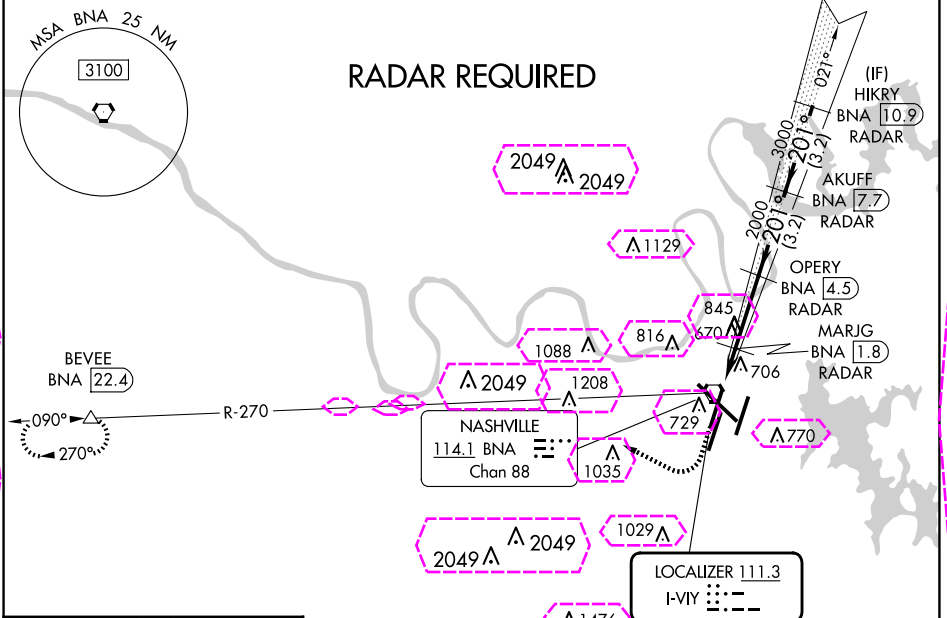 MSA BNA 25 NM
3100
RADAR REQUIRED
021°
(IF)
HIKRY
BNA 10.9
RADAR
3000
201°
(3.2)
AKUFF
BNA 7.7
RADAR
2000
201°
(3.2)
OPERY
BNA 4.5
RADAR
MARJG
BNA 1.8
RADAR
2049
2049
1129
845
670
816
1088
706
2049
1208
729
770
BEVEE
BNA 22.4
090°
270°
R-270
NASHVILLE
114.1 BNA
Chan 88
1035
1029
2049
2049
LOCALIZER 111.3
I-VIY
1476